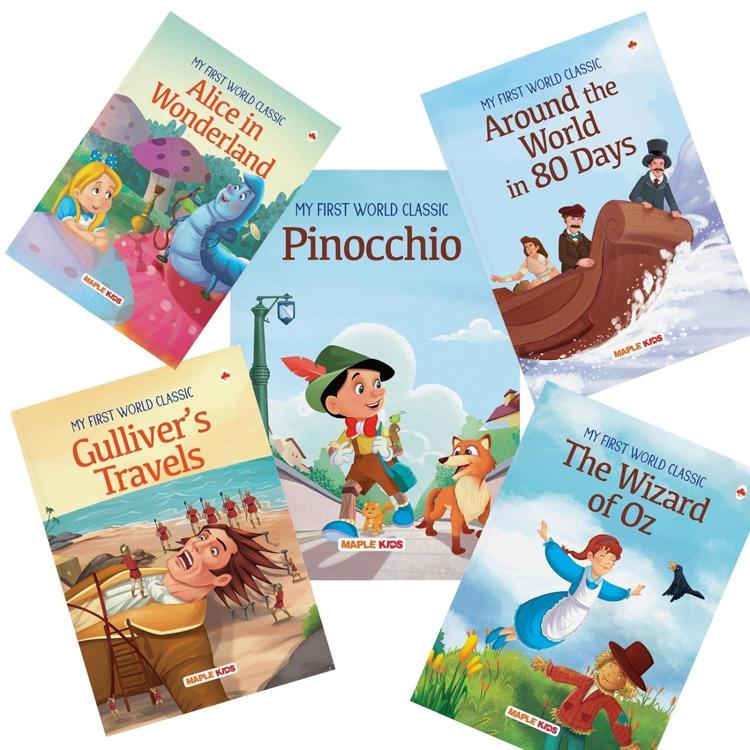 MY FIRST WORLD CLASSIC
Alice in
Wonderland
MAPLE KIDS
MY FIRST WORLD CLASSIC
Around the
World
in 80 Days
MAPLE KIDS
MY FIRST WORLD CLASSIC
Pinocchio
MAPLE KIDS
MY FIRST WORLD CLASSIC
Gulliver's
Travels
MAPLE KIDS
MY FIRST WORLD CLASSIC
The Wizard
of Oz
MAPLE KIDS